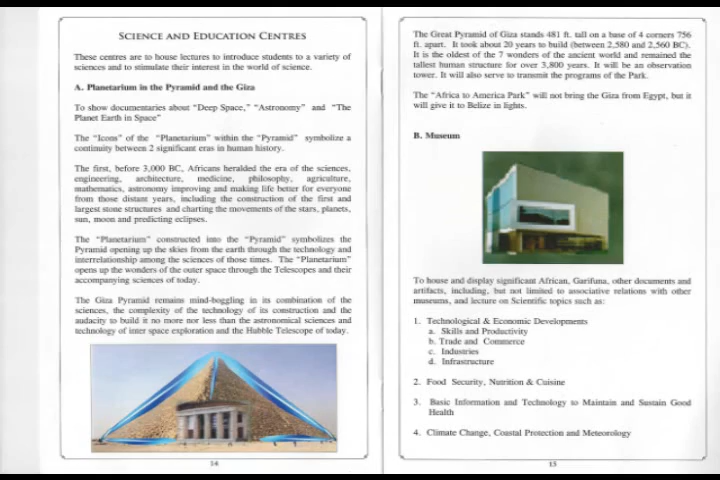 SCIENCE AND EDUCATION CENTRES
These centres are to house lectures to introduce students to a variety of
sciences and to stimulate their interest in the world of science.
A. Planetarium in the Pyramid and the Giza
To show documentaries about "Deep Space," "Astronomy" and "The
Planet Earth in Space"
The "Icons" of the "Planetarium" within the "Pyramid" symbolize a
continuity between 2 significant eras in human history.
The first, before 3,000 BC, Africans heralded the era of the sciences,
engineering, architecture, medicine, philosophy, agriculture,
mathematics, astronomy improving and making life better for everyone
from those distant years, including the construction of the first and
largest stone structures and charting the movements of the stars, planets,
sun, moon and predicting eclipses.
The "Planetarium" constructed into the "Pyramid" symbolizes the
Pyramid opening up the skies from the earth through the technology and
interrelationship among the sciences of those times. The "Planetarium"
opens up the wonders of the outer space through the Telescopes and their
accompanying sciences of today.
The Giza Pyramid remains mind-boggling in its combination of the
sciences, the complexity of the technology of its construction and the
audacity to build it no more nor less than the astronomical sciences and
technology of inter space exploration and the Hubble Telescope of today.
14
The Great Pyramid of Giza stands 481 ft. tall on a base of 4 corners 756
ft. apart. It took about 20 years to build (between 2,580 and 2,560 BC).
It is the oldest of the 7 wonders of the ancient world and remained the
tallest human structure for over 3,800 years. It will be an observation
tower. It will also serve to transmit the programs of the Park.
The "Africa to America Park" will not bring the Giza from Egypt, but it
will give it to Belize in lights.
B. Museum
To house and display significant African, Garifuna, other documents and
artifacts, including, but not limited to associative relations with other
museums, and lecture on Scientific topics such as:
1. Technological & Economic Developments
a. Skills and Productivity
b. Trade and Commerce
c. Industries
d. Infrastructure
2. Food Security, Nutrition & Cuisine
3. Basic Information and Technology to Maintain and Sustain Good
Health
4. Climate Change, Coastal Protection and Meteorology
15